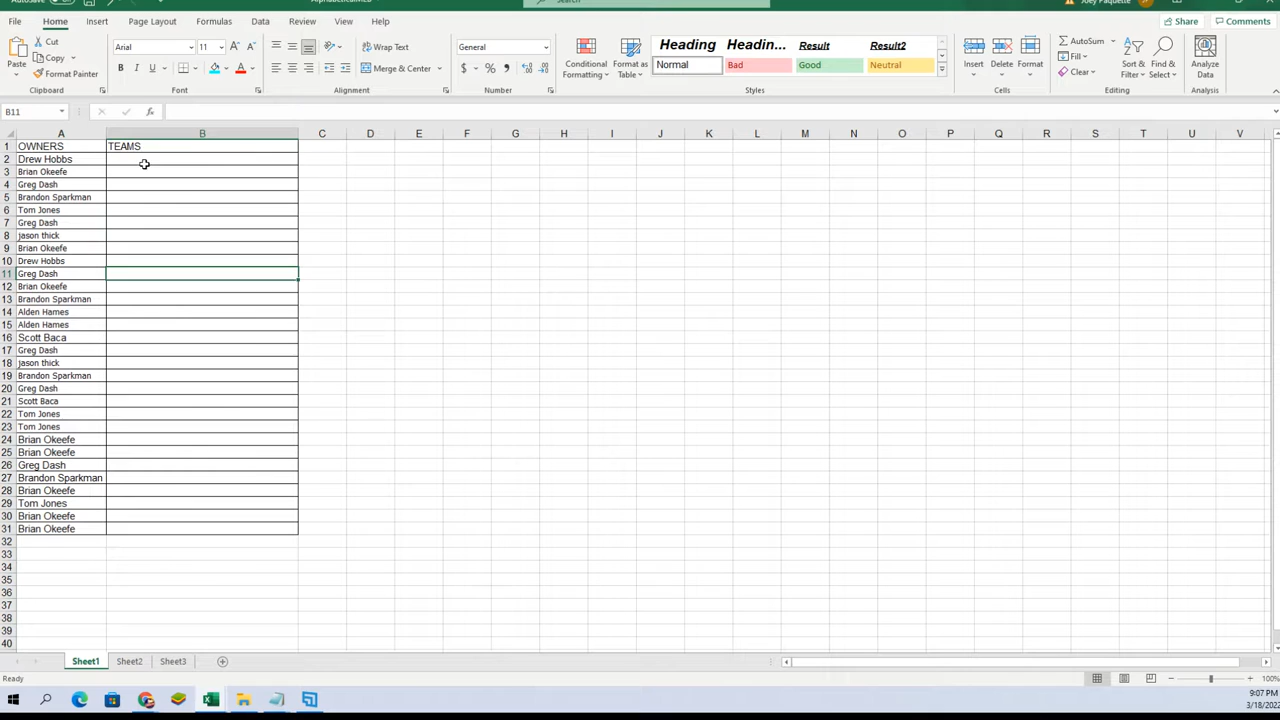 Joey Paquette
Search
File Home Insert Page Layout Formulas Data Review View Help Share Comments
Paste Cut Copy Format Painter Arial 11 Wrap Text Merge & Center General Conditional Formatting Format as Table Heading Headin... Result Result2 Normal Bad Good Neutral Insert Delete Format AutoSum Fill Clear Sort & Filter Find & Select Analyze Data
Clipboard Font Alignment Number Styles Cells Editing Analysis
B11
A B C D E F G H I J K L M N O P Q R S T U V
1 OWNERS TEAMS
2 Drew Hobbs
3 Brian Okeefe
4 Greg Dash
5 Brandon Sparkman
6 Tom Jones
7 Greg Dash
8 jason thick
9 Brian Okeefe
10 Drew Hobbs
11 Greg Dash
12 Brian Okeefe
13 Brandon Sparkman
14 Alden Hames
15 Alden Hames
16 Scott Baca
17 Greg Dash
18 jason thick
19 Brandon Sparkman
20 Greg Dash
21 Scott Baca
22 Tom Jones
23 Tom Jones
24 Brian Okeefe
25 Brian Okeefe
26 Greg Dash
27 Brandon Sparkman
28 Brian Okeefe
29 Tom Jones
30 Brian Okeefe
31 Brian Okeefe
32
33
34
35
36
37
38
39
40
Sheet1 Sheet2 Sheet3
Ready 100%
9:07 PM
3/18/202